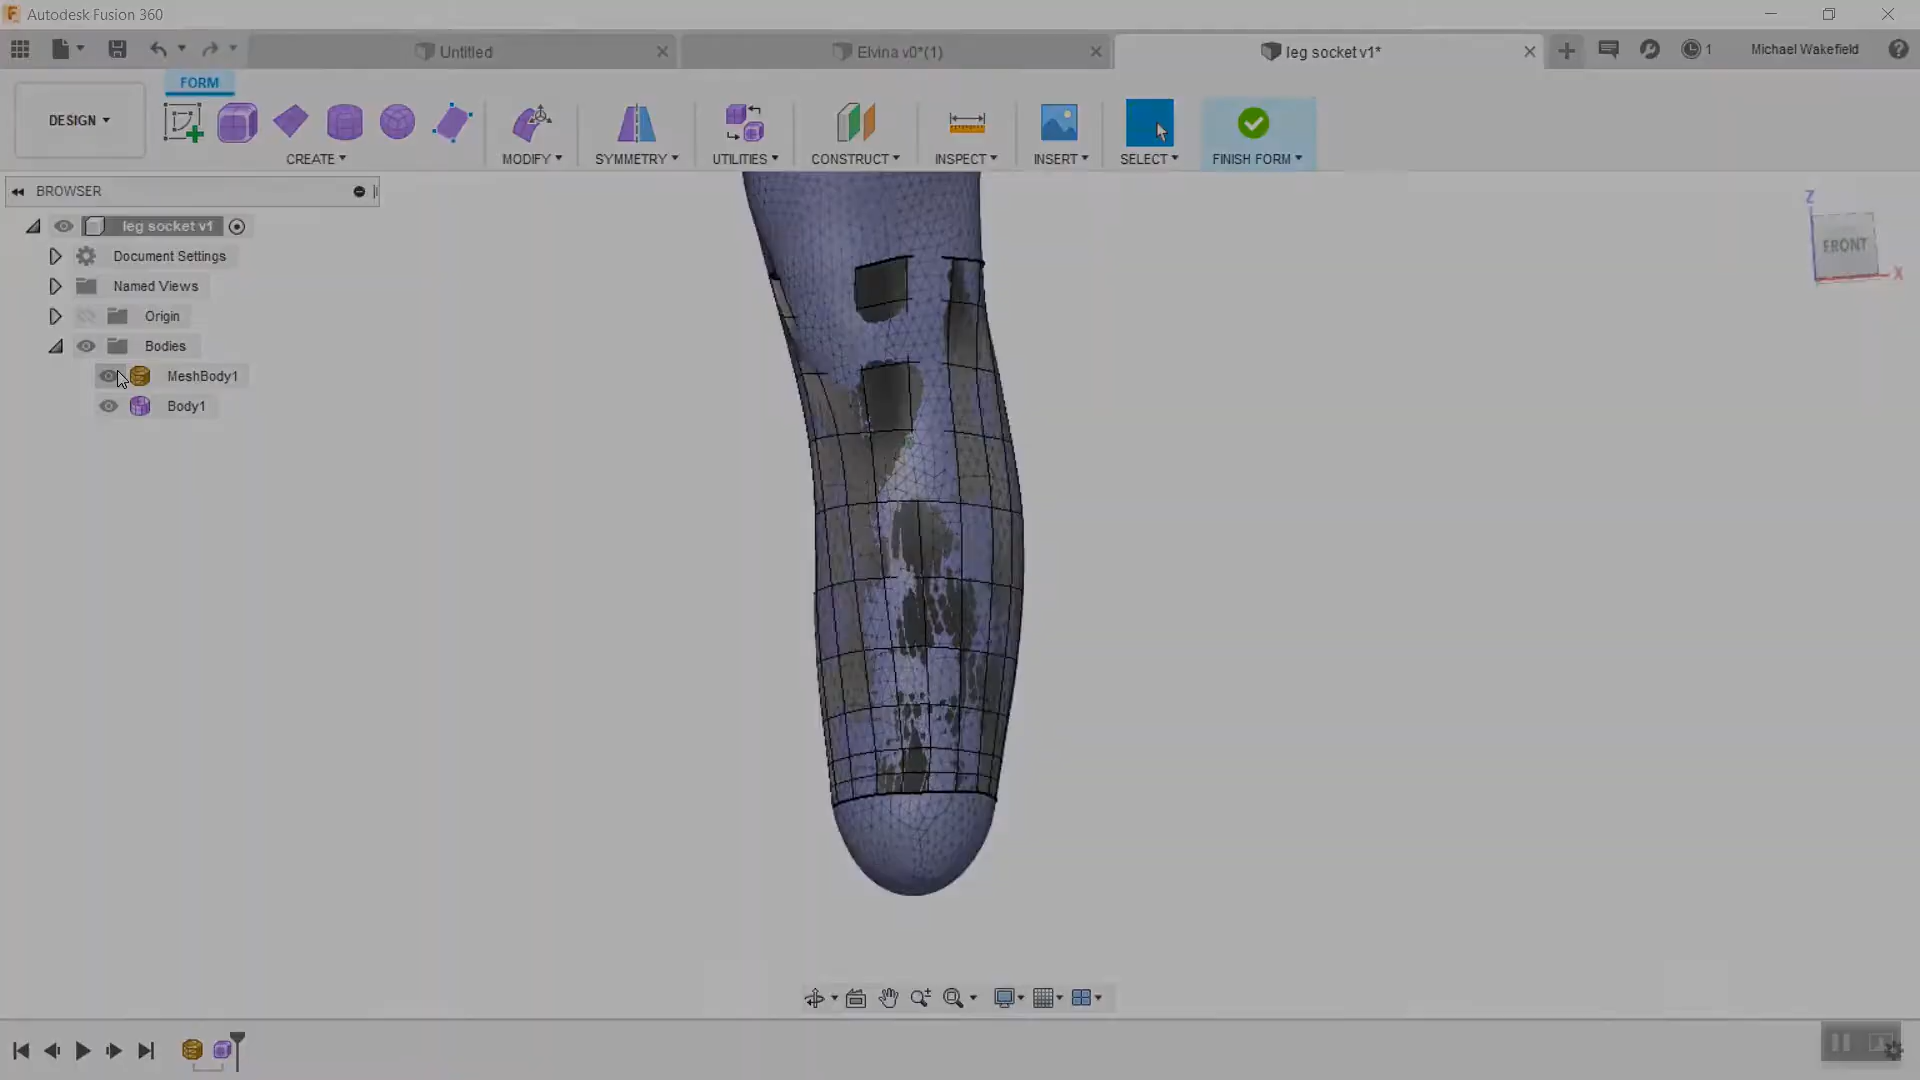 Autodesk Fusion 360
Untitled
Elvina v0*(1)
leg socket v1*
1
Michael Wakefield
FORM
DESIGN
CREATE
MODIFY
SYMMETRY
UTILITIES
CONSTRUCT
INSPECT
INSERT
SELECT
FINISH FORM
BROWSER
leg socket v1
Document Settings
Named Views
Origin
Bodies
MeshBody1
Body1
Z
FRONT
X